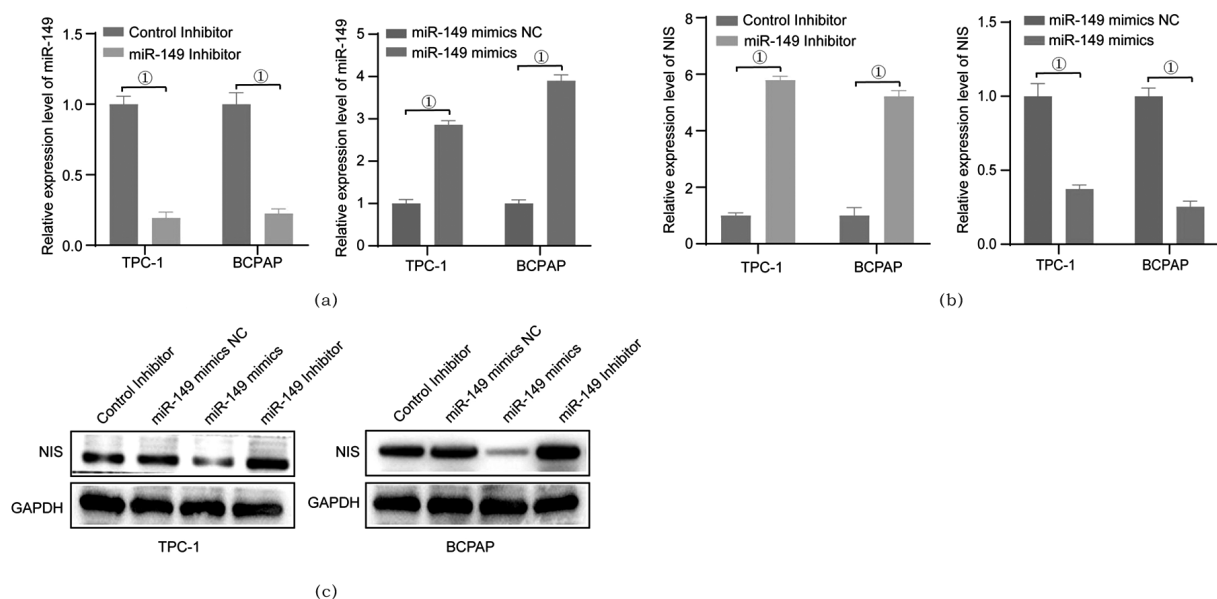 Relative expression level of miR-149
Control Inhibitor
miR-149 Inhibitor
1.5
1.0
0.5
0.0
①
①
TPC-1
BCPAP
Relative expression level of miR-149
miR-149 mimics NC
miR-149 mimics
5
4
3
2
1
0
①
①
TPC-1
BCPAP
(a)
Relative expression level of NIS
Control Inhibitor
miR-149 Inhibitor
8
6
4
2
0
①
①
TPC-1
BCPAP
Relative expression level of NIS
miR-149 mimics NC
miR-149 mimics
1.5
1.0
0.5
0.0
①
①
TPC-1
BCPAP
(b)
Control Inhibitor
miR-149 mimics NC
miR-149 mimics
miR-149 Inhibitor
NIS
GAPDH
TPC-1
Control Inhibitor
miR-149 mimics NC
miR-149 mimics
miR-149 Inhibitor
NIS
GAPDH
BCPAP
(c)